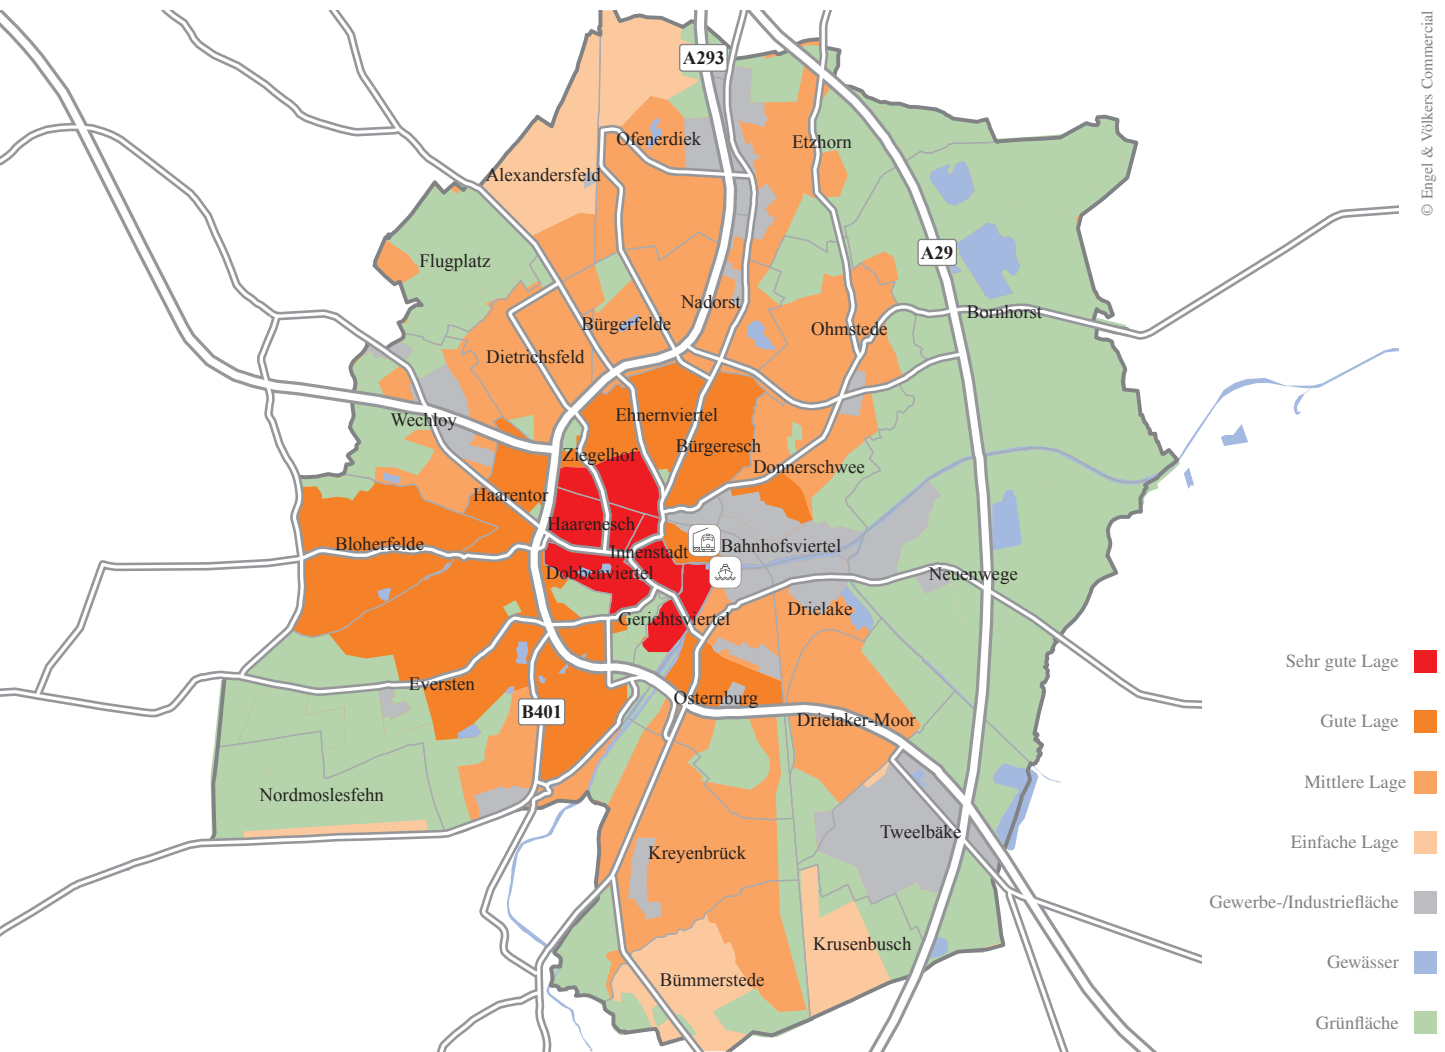 © Engel & Völkers Commercial
A293
Ofenerdiek
Etzhorn
Alexandersfeld
A29
Flugplatz
Nadorst
Bornhorst
Bürgerfelde
Ohmstede
Dietrichsfeld
Ehnernviertel
Wechloy
Bürgeresch
Ziegelhof
Donnerschwee
Haarentor
Haarenesch
Bloherfelde
Innenstadt
Bahnhofsviertel
Dobbenviertel
Neuenwege
Drielake
Gerichtsviertel
Eversten
Osternburg
B401
Drielaker-Moor
Nordmoslesfehn
Tweelbäke
Kreyenbrück
Krusenbusch
Bümmerstede
Sehr gute Lage
Gute Lage
Mittlere Lage
Einfache Lage
Gewerbe-/Industriefläche
Gewässer
Grünfläche